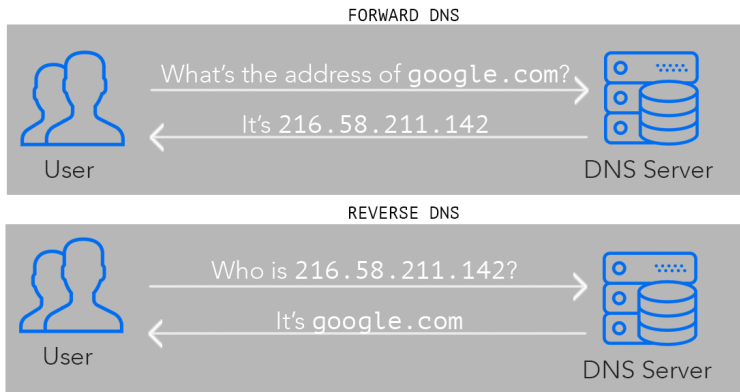 FORWARD DNS
What's the address of google.com?
It's 216.58.211.142
User
DNS Server
REVERSE DNS
Who is 216.58.211.142?
It's google.com
User
DNS Server